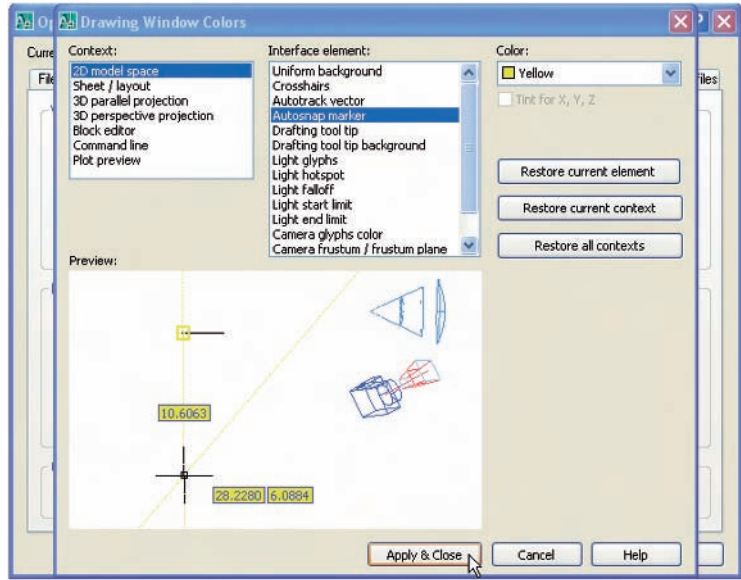 Op Drawing Window Colors
Curre
File
Files
Context:
2D model space
Sheet / layout
3D parallel projection
3D perspective projection
Block editor
Command line
Plot preview
Interface element:
Uniform background
Crosshairs
Autotrack vector
Autosnap marker
Drafting tool tip
Drafting tool tip background
Light glyphs
Light hotspot
Light falloff
Light start limit
Light end limit
Camera glyphs color
Camera frustum / frustum plane
Color:
Yellow
Tint for X, Y, Z
Restore current element
Restore current context
Restore all contexts
Preview:
10.6063
28.2280 6.0884
Apply & Close
Cancel
Help